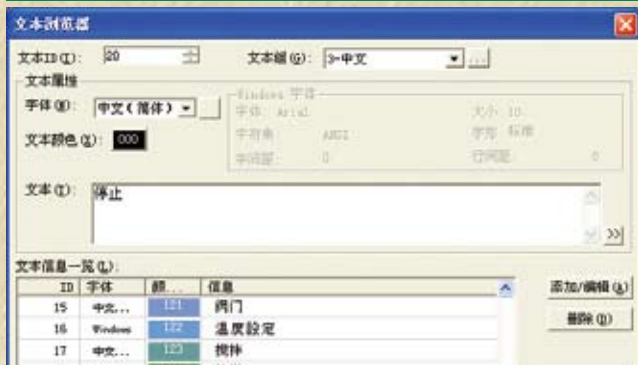 文本浏览器
文本ID(T): 20 文本组(G): 3-中文 ...
文本属性
字体(M): 中文(简体) Windows 字体
字体: Arial 大小: 10
文本颜色(X): 000 字符集 ANSI 字形 标准
字间距: 0 行间距: 0
文本(T): 停止
>>
文本信息一览(L):
ID 字体 颜... 信息 添加/编辑(A)
15 中文... 121 阀门 删除(D)
16 Windows 122 温度設定
17 中文... 123 搅拌